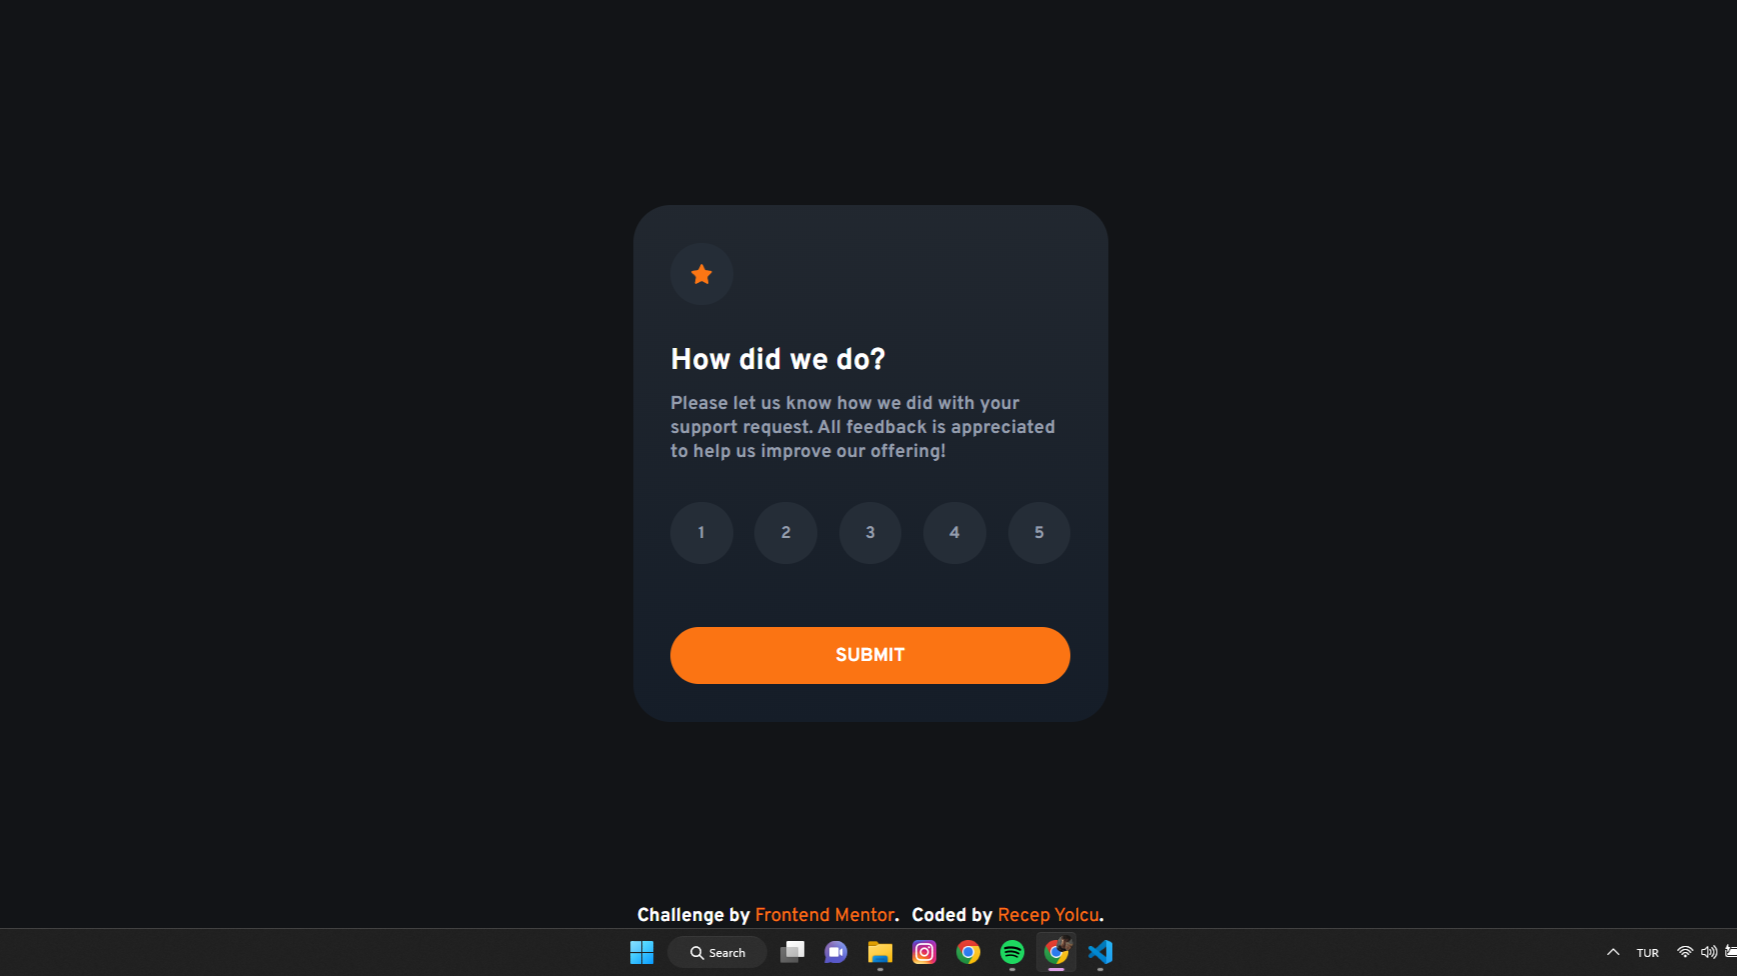 How did we do?
Please let us know how we did with your
support request. All feedback is appreciated
to help us improve our offering!
1 2 3 4 5
SUBMIT
Challenge by Frontend Mentor. Coded by Recep Yolcu.
Search
TUR